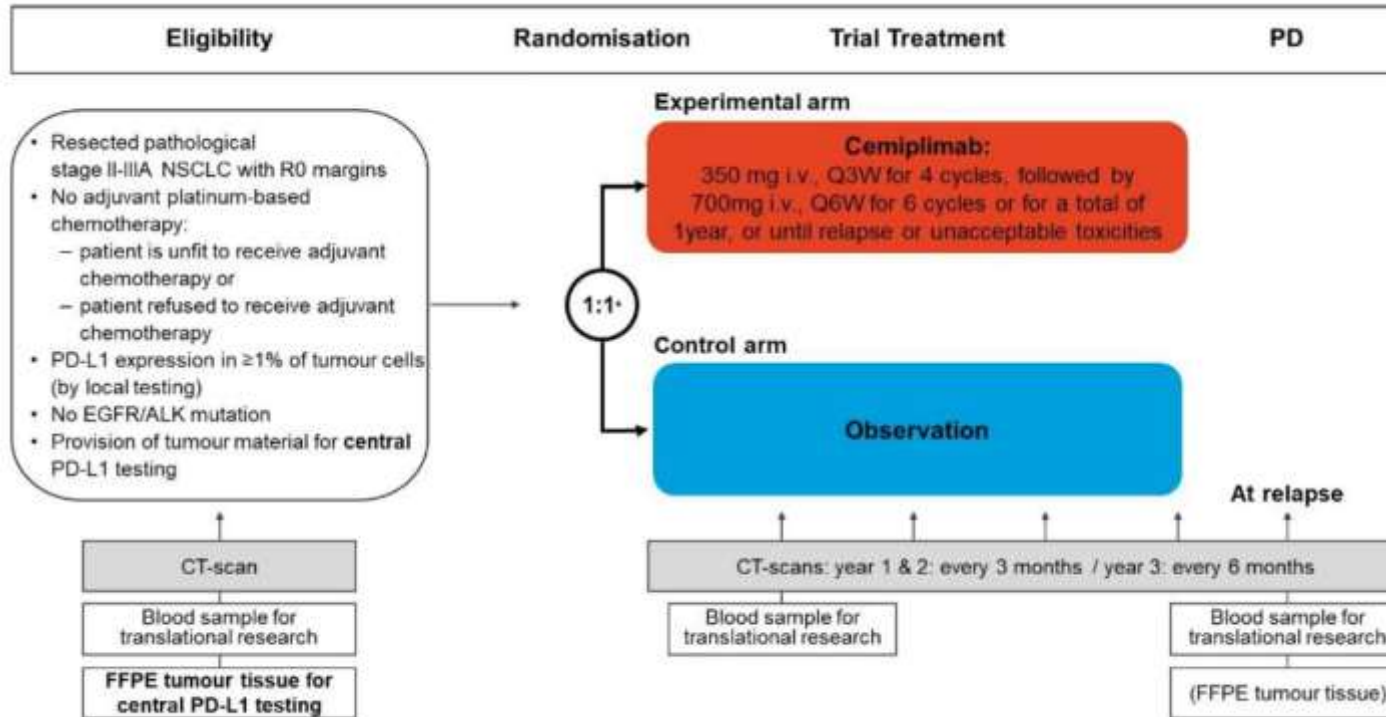 Eligibility
Randomisation
Trial Treatment
PD
• Resected pathological
stage II-IIIA NSCLC with R0 margins
• No adjuvant platinum-based
chemotherapy:
– patient is unfit to receive adjuvant
chemotherapy or
– patient refused to receive adjuvant
chemotherapy
• PD-L1 expression in ≥1% of tumour cells
(by local testing)
• No EGFR/ALK mutation
• Provision of tumour material for central
PD-L1 testing
CT-scan
Blood sample for
translational research
FFPE tumour tissue for
central PD-L1 testing
1:1*
Experimental arm
Cemiplimab:
350 mg i.v., Q3W for 4 cycles, followed by
700mg i.v., Q6W for 6 cycles or for a total of
1year, or until relapse or unacceptable toxicities
Control arm
Observation
At relapse
CT-scans: year 1 & 2: every 3 months / year 3: every 6 months
Blood sample for
translational research
Blood sample for
translational research
(FFPE tumour tissue)